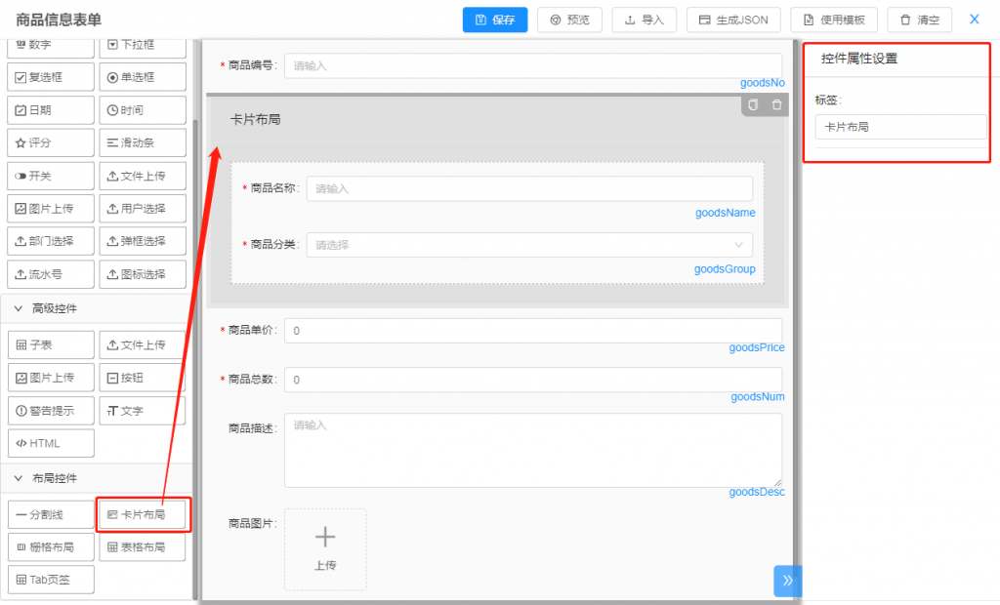 商品信息表单
保存
预览
导入
生成JSON
使用模板
清空
数字
下拉框
复选框
单选框
日期
时间
评分
滑动条
开关
文件上传
图片上传
用户选择
部门选择
弹框选择
流水号
图标选择
高级控件
子表
文件上传
图片上传
按钮
警告提示
文字
HTML
布局控件
分割线
卡片布局
栅格布局
表格布局
Tab页签
* 商品编号: 请输入
goodsNo
卡片布局
* 商品名称: 请输入
goodsName
* 商品分类: 请选择
goodsGroup
* 商品单价: 0
goodsPrice
* 商品总数: 0
goodsNum
商品描述: 请输入
goodsDesc
商品图片:
上传
控件属性设置
标签:
卡片布局